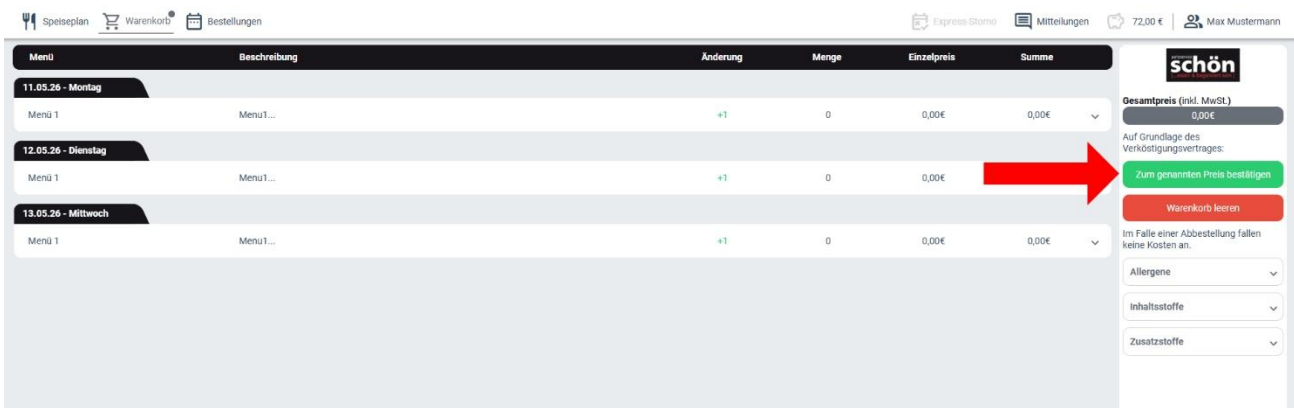 Speiseplan Warenkorb Bestellungen Express-Storno Mitteilungen 72,00 € Max Mustermann
Menü Beschreibung Änderung Menge Einzelpreis Summe
11.05.26 - Montag
Menü 1 Menu1... +1 0 0,00€ 0,00€
12.05.26 - Dienstag
Menü 1 Menu1... +1 0 0,00€
13.05.26 - Mittwoch
Menü 1 Menu1... +1 0 0,00€ 0,00€
schön
Gesamtpreis (inkl. MwSt.)
0,00€
Auf Grundlage des
Verköstigungsvertrages:
Zum genannten Preis bestätigen
Warenkorb leeren
Im Falle einer Abbestellung fallen
keine Kosten an.
Allergene
Inhaltsstoffe
Zusatzstoffe